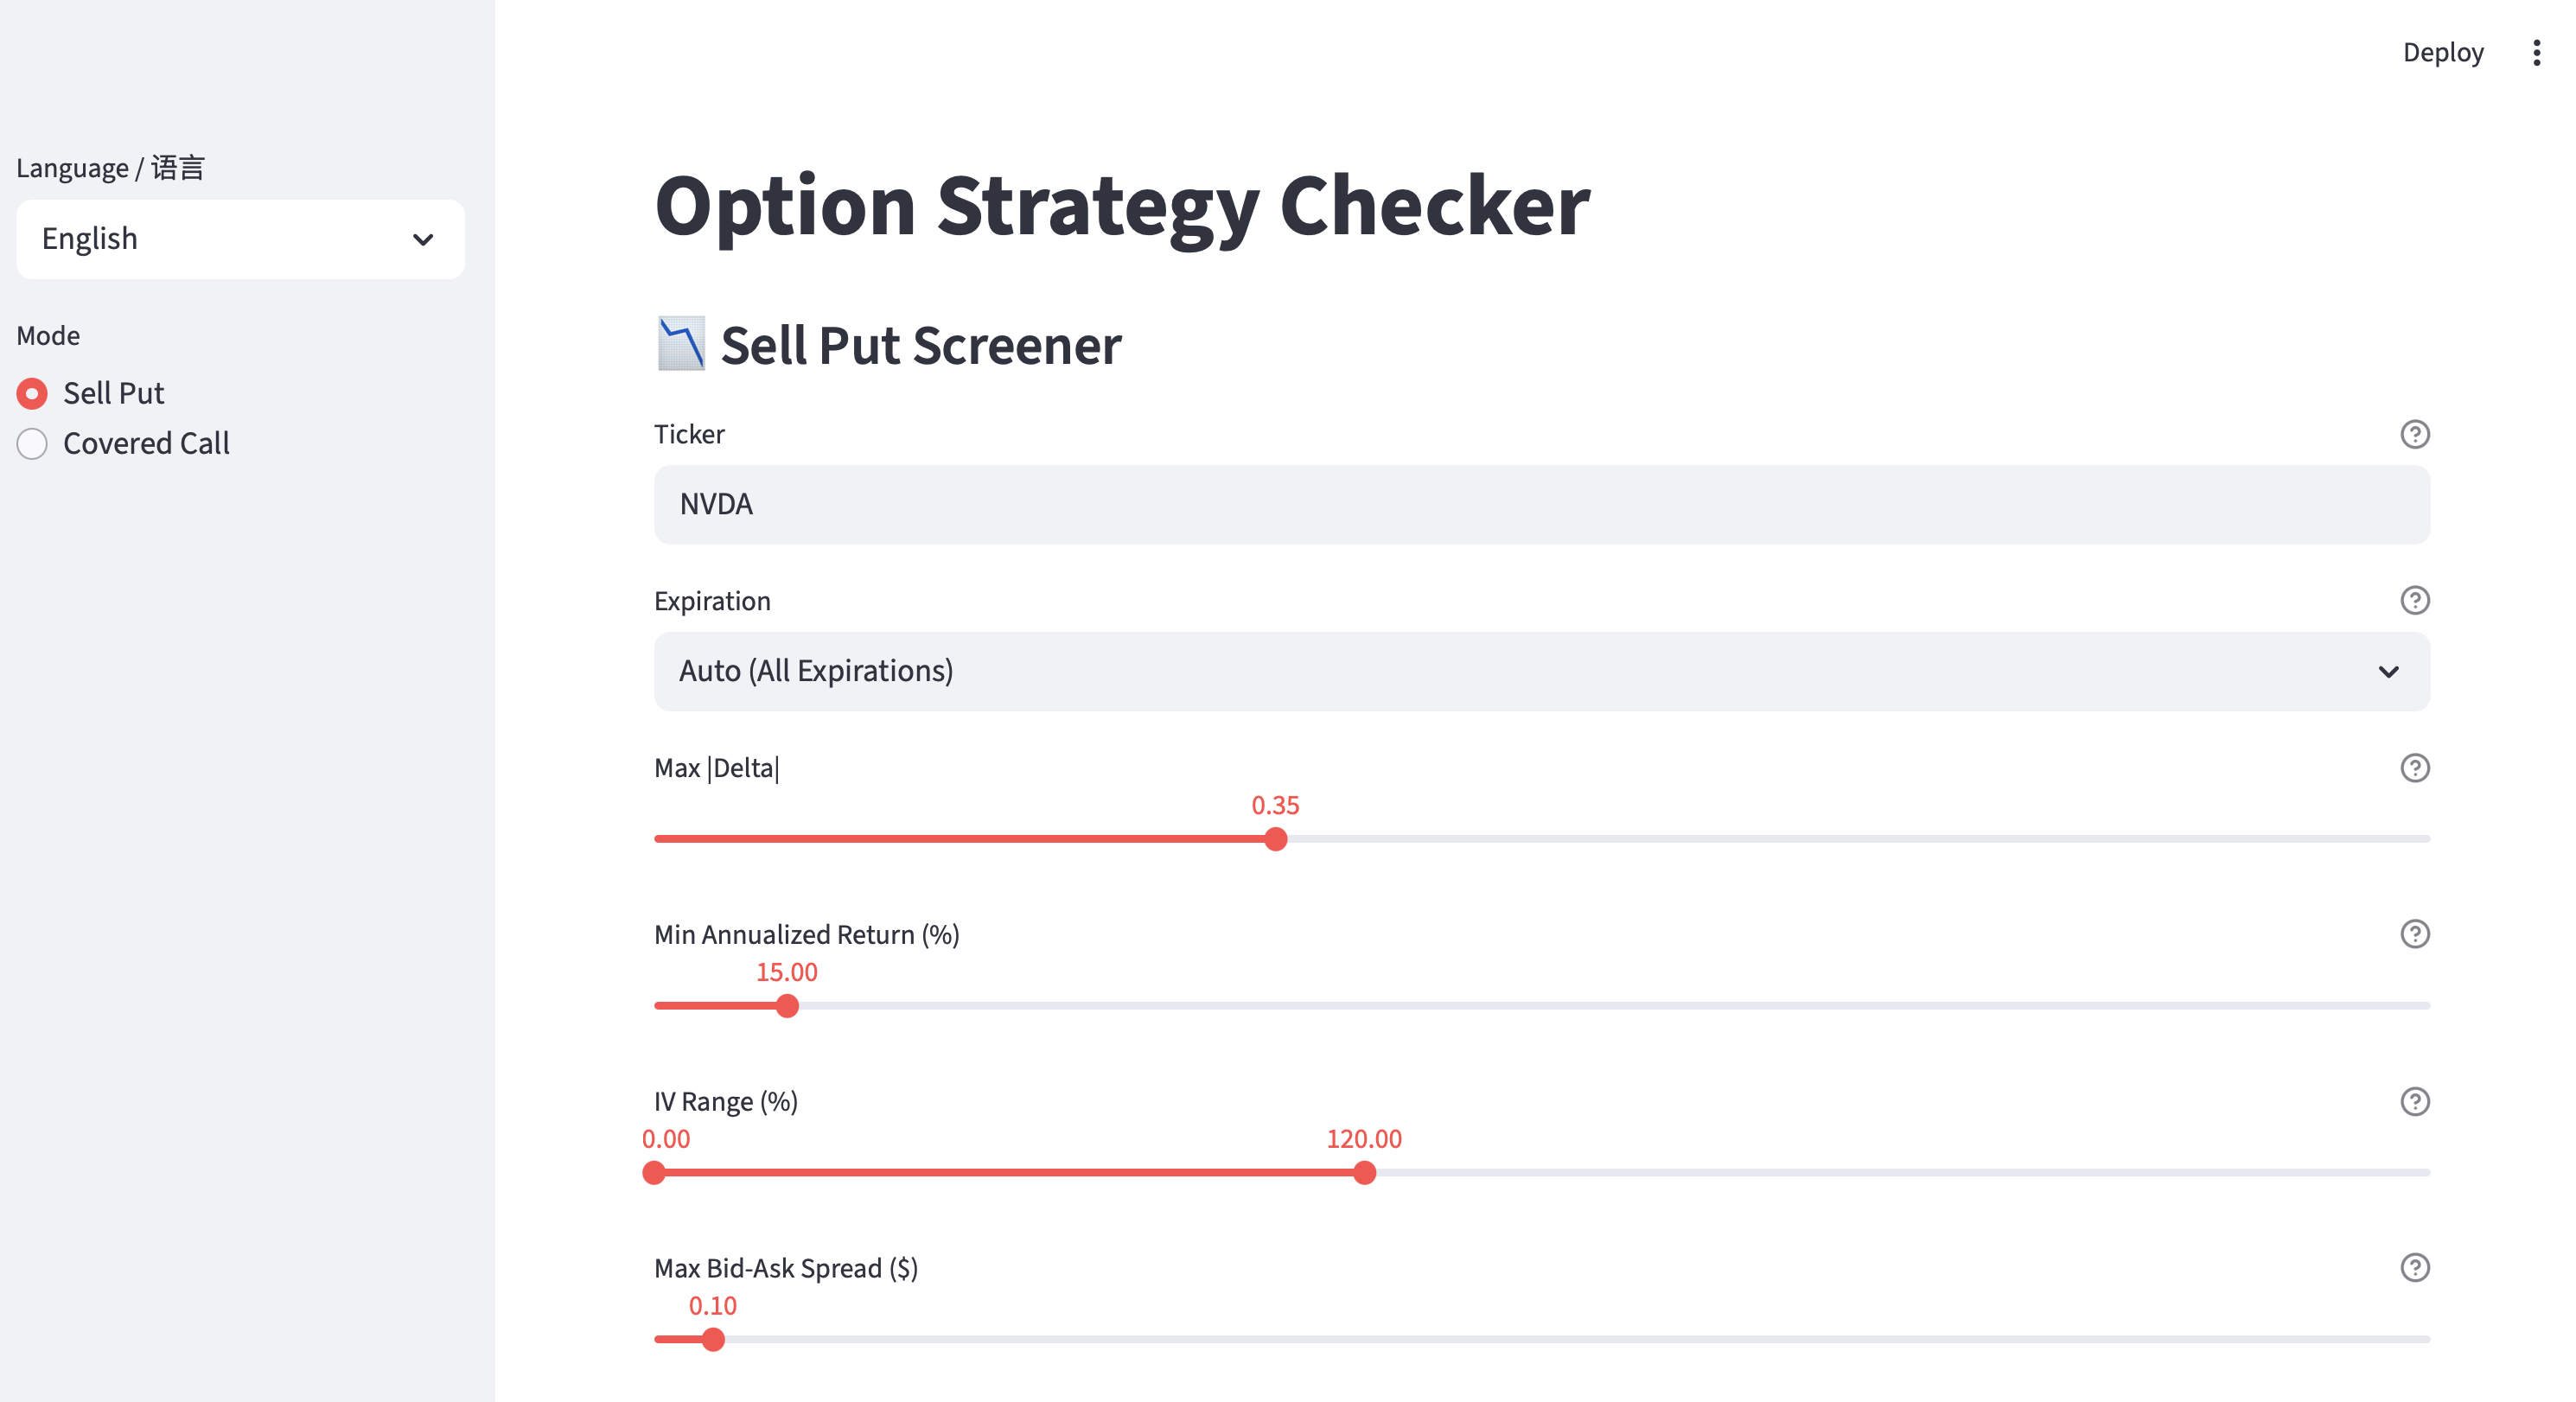 Deploy
Language / 语言
English
Mode
Sell Put
Covered Call
Option Strategy Checker
Sell Put Screener
Ticker
NVDA
Expiration
Auto (All Expirations)
Max |Delta|
0.35
Min Annualized Return (%)
15.00
IV Range (%)
0.00 120.00
Max Bid-Ask Spread ($)
0.10